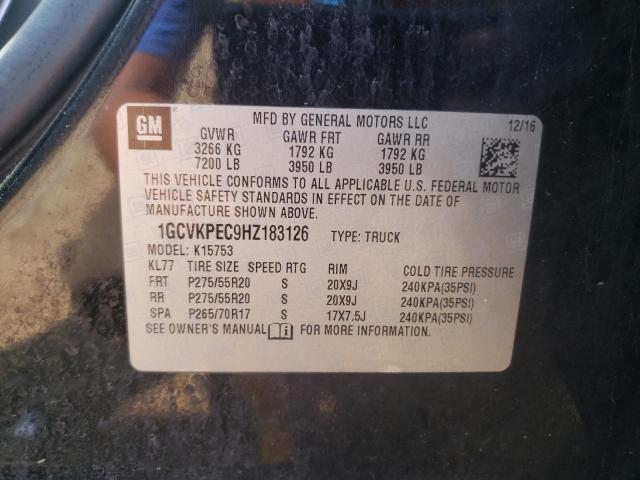 GM
MFD BY GENERAL MOTORS LLC
12/16
GVWR GAWR FRT GAWR RR
3266 KG 1792 KG 1792 KG
7200 LB 3950 LB 3950 LB
THIS VEHICLE CONFORMS TO ALL APPLICABLE U.S. FEDERAL MOTOR
VEHICLE SAFETY STANDARDS IN EFFECT ON THE DATE OF
MANUFACTURE SHOWN ABOVE.
1GCVKPEC9HZ183126 TYPE: TRUCK
MODEL: K15753
KL77 TIRE SIZE SPEED RTG RIM COLD TIRE PRESSURE
FRT P275/55R20 S 20X9J 240KPA(35PSI)
RR P275/55R20 S 20X9J 240KPA(35PSI)
SPA P265/70R17 S 17X7.5J 240KPA(35PSI)
SEE OWNER'S MANUAL FOR MORE INFORMATION.